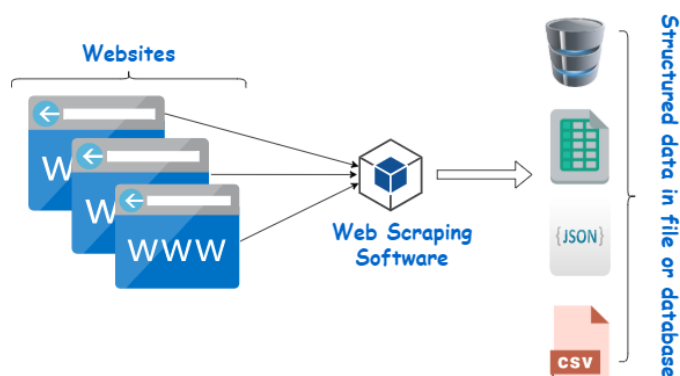 Websites
W
W
WWW
Web Scraping
Software
{JSON}
CSV
Structured data in file or database